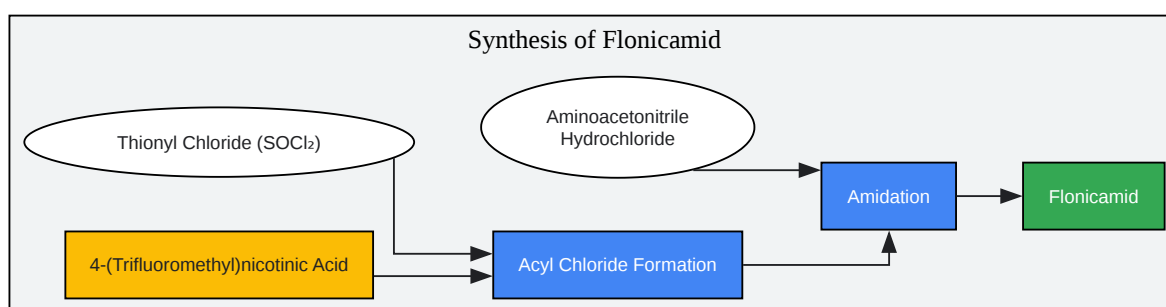 Synthesis of Flonicamid
Thionyl Chloride (SOCl₂)
Aminoacetonitrile
Hydrochloride
Amidation
Flonicamid
4-(Trifluoromethyl)nicotinic Acid
Acyl Chloride Formation